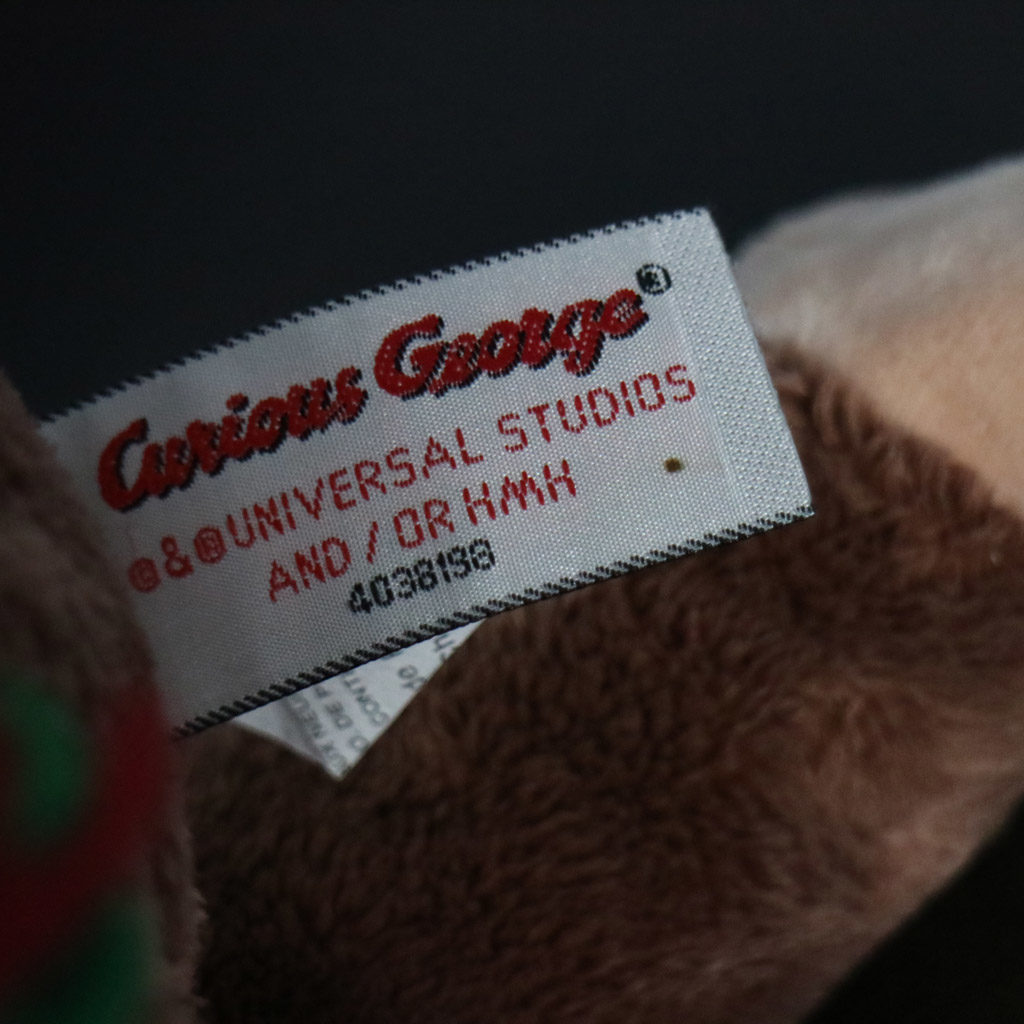 Curious George®
©&®UNIVERSAL STUDIOS
AND / OR HMH
4038198